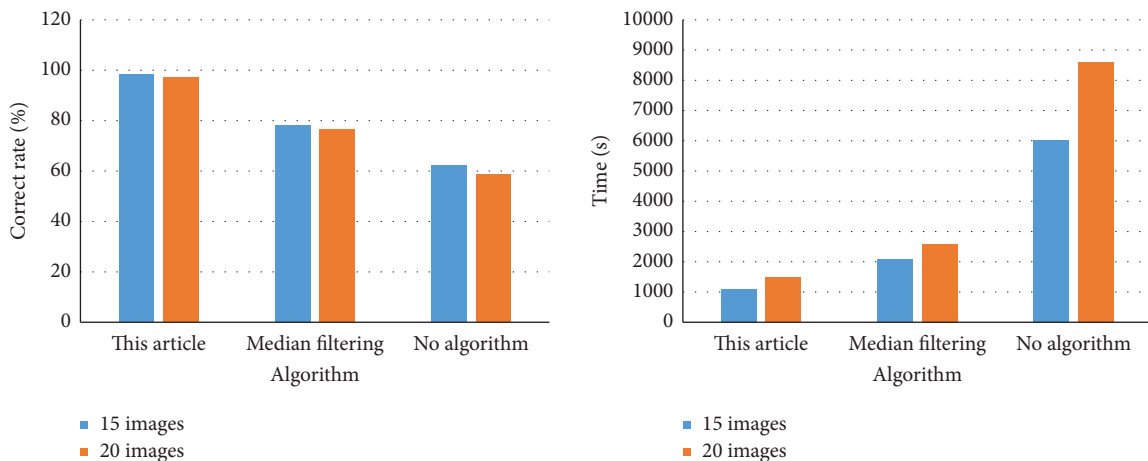 120
100
80
60
40
20
0
Correct rate (%)
This article Median filtering No algorithm
Algorithm
15 images
20 images
10000
9000
8000
7000
6000
5000
4000
3000
2000
1000
0
Time (s)
This article Median filtering No algorithm
Algorithm
15 images
20 images